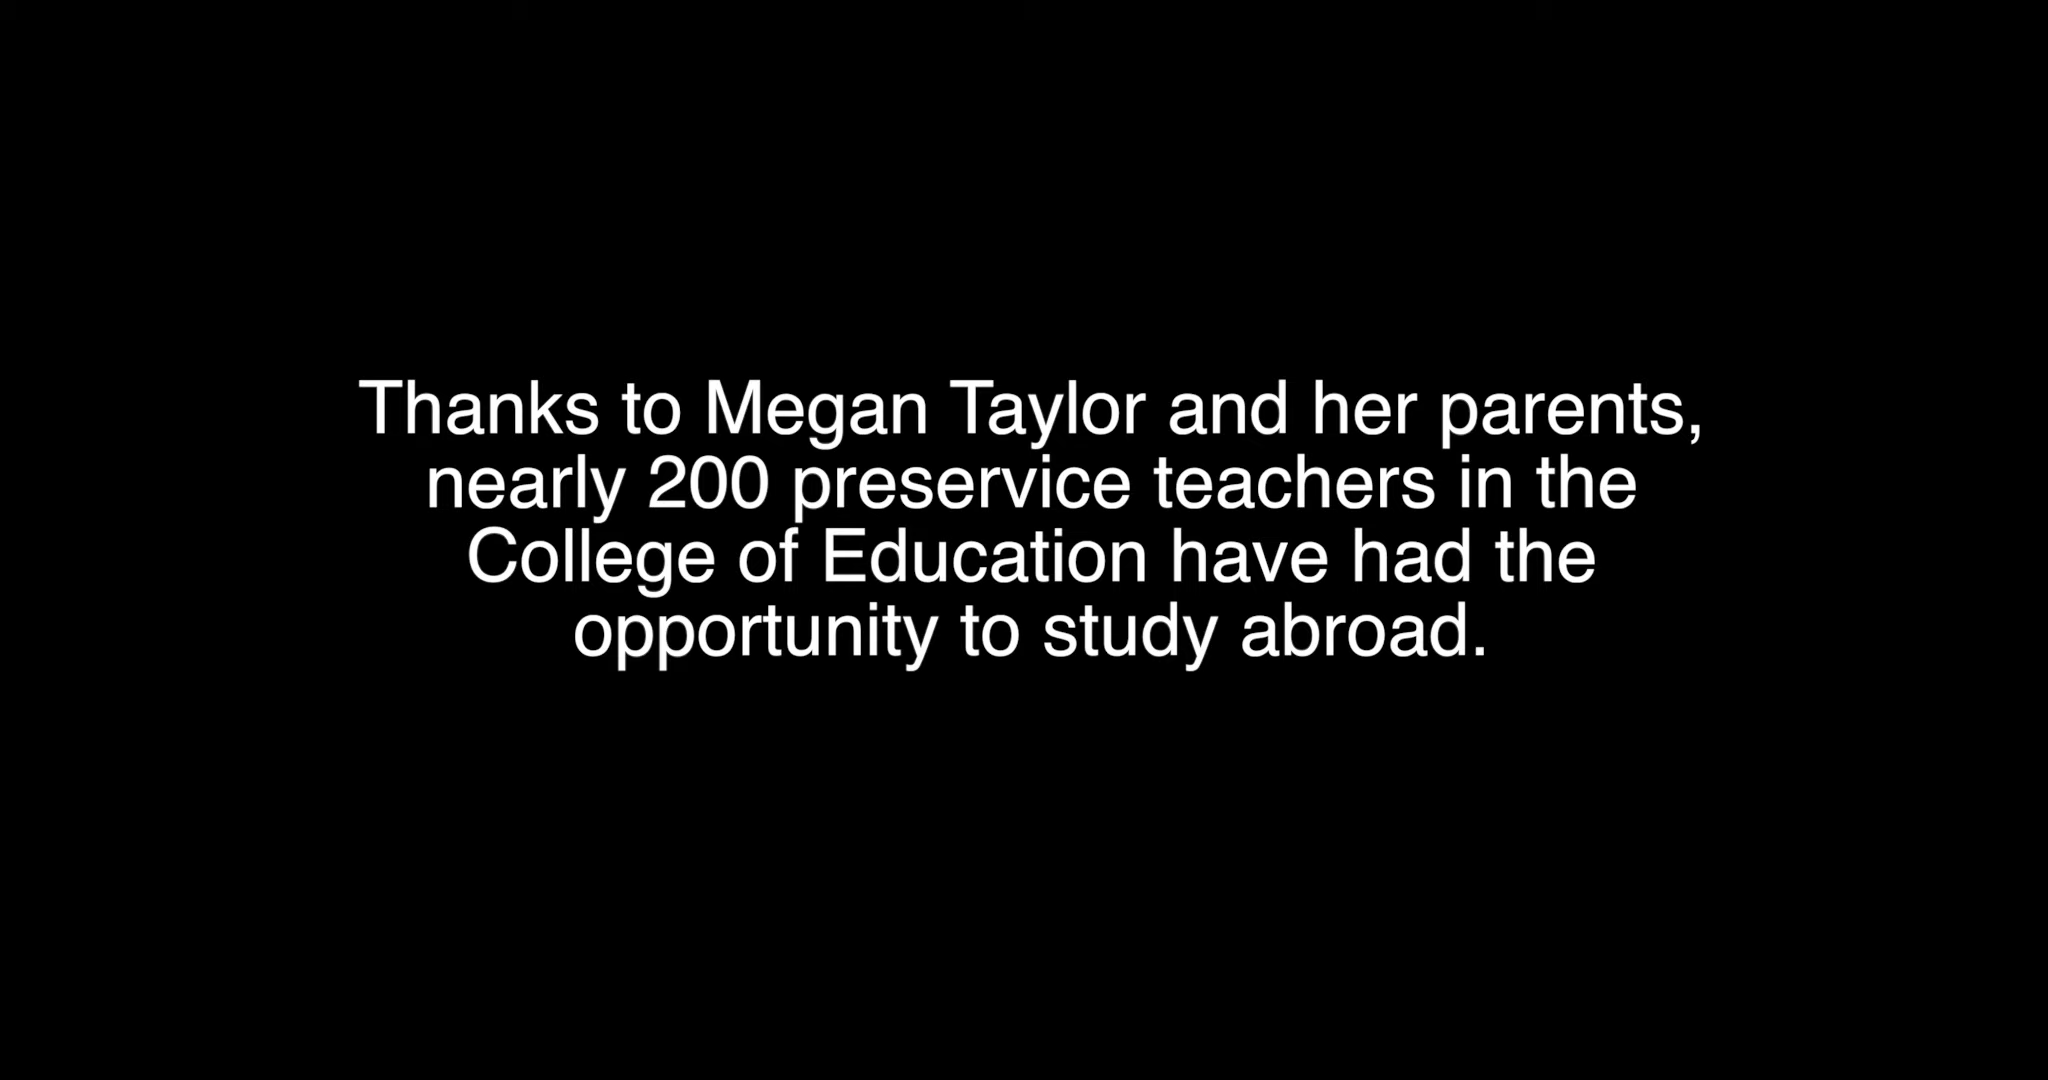 Thanks to Megan Taylor and her parents,
nearly 200 preservice teachers in the
College of Education have had the
opportunity to study abroad.